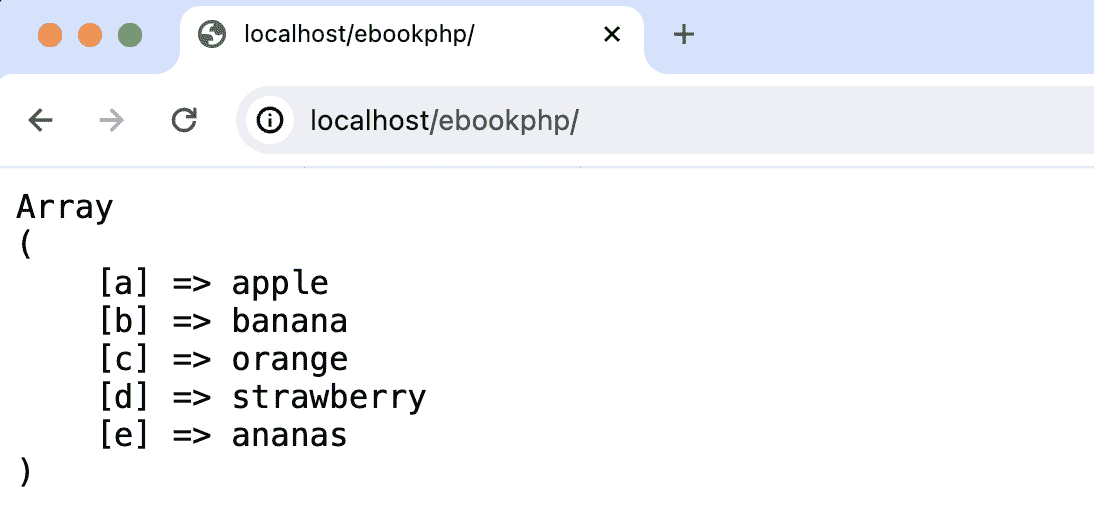 localhost/ebookphp/
localhost/ebookphp/
Array
(
    [a] => apple
    [b] => banana
    [c] => orange
    [d] => strawberry
    [e] => ananas
)